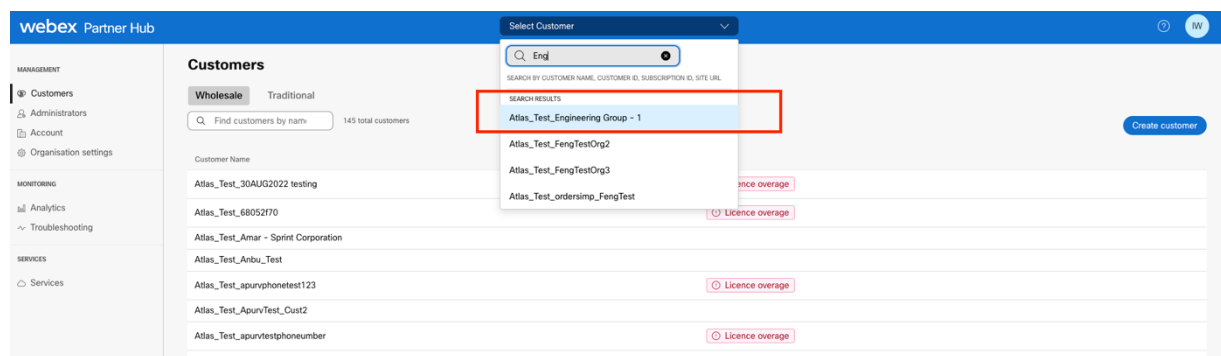 webex Partner Hub
Select Customer
IW
Eng
SEARCH BY CUSTOMER NAME, CUSTOMER ID, SUBSCRIPTION ID, SITE URL
SEARCH RESULTS
Atlas_Test_Engineering Group - 1
Atlas_Test_FengTestOrg2
Atlas_Test_FengTestOrg3
Atlas_Test_ordersimp_FengTest
MANAGEMENT
Customers
Administrators
Account
Organisation settings
MONITORING
Analytics
Troubleshooting
SERVICES
Services
Customers
Wholesale Traditional
Find customers by name 145 total customers
Create customer
Customer Name
Atlas_Test_30AUG2022 testing ence overage
Atlas_Test_68052f70 Licence overage
Atlas_Test_Amar - Sprint Corporation
Atlas_Test_Anbu_Test
Atlas_Test_apurvphonetest123 Licence overage
Atlas_Test_ApurvTest_Cust2
Atlas_Test_apurvtestphoneumber Licence overage